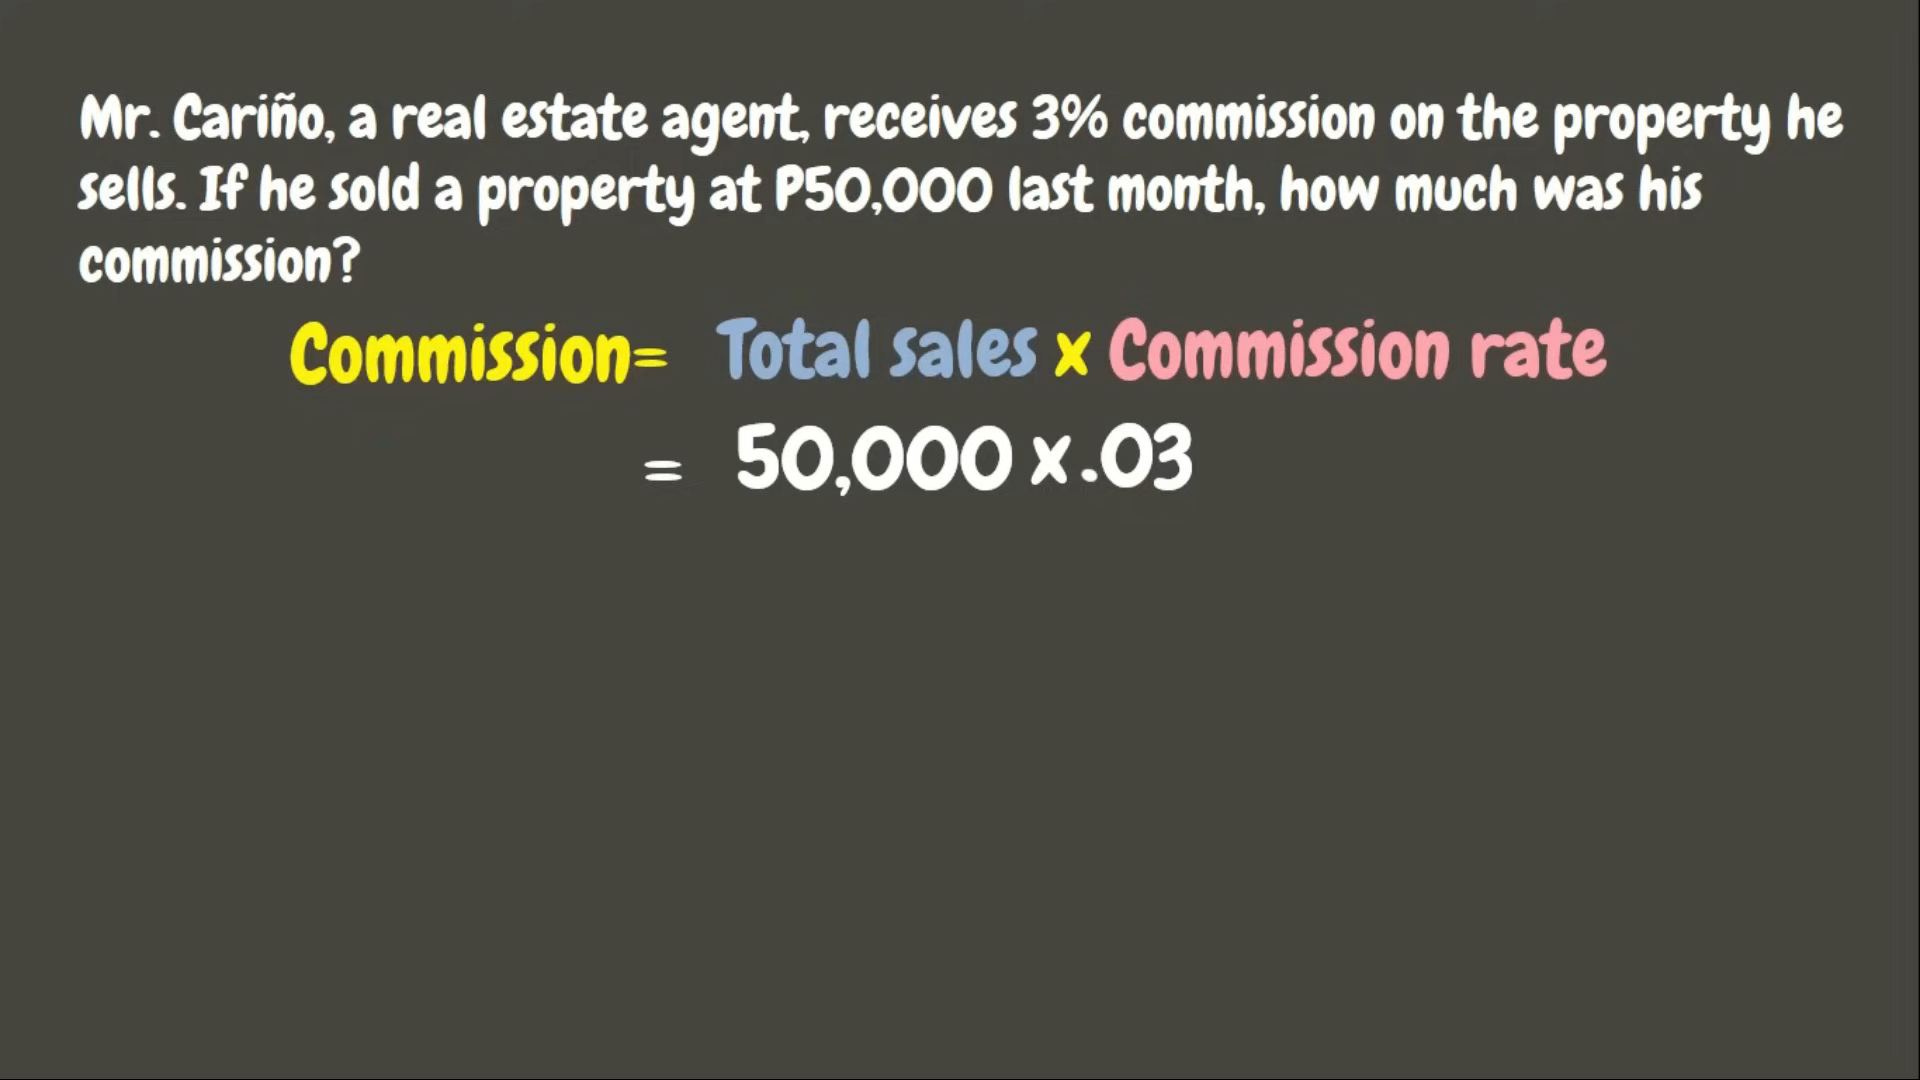 Mr. Cariño, a real estate agent, receives 3% commission on the property he
sells. If he sold a property at P50,000 last month, how much was his
commission?
Commission= Total sales x Commission rate
= 50,000 x .03